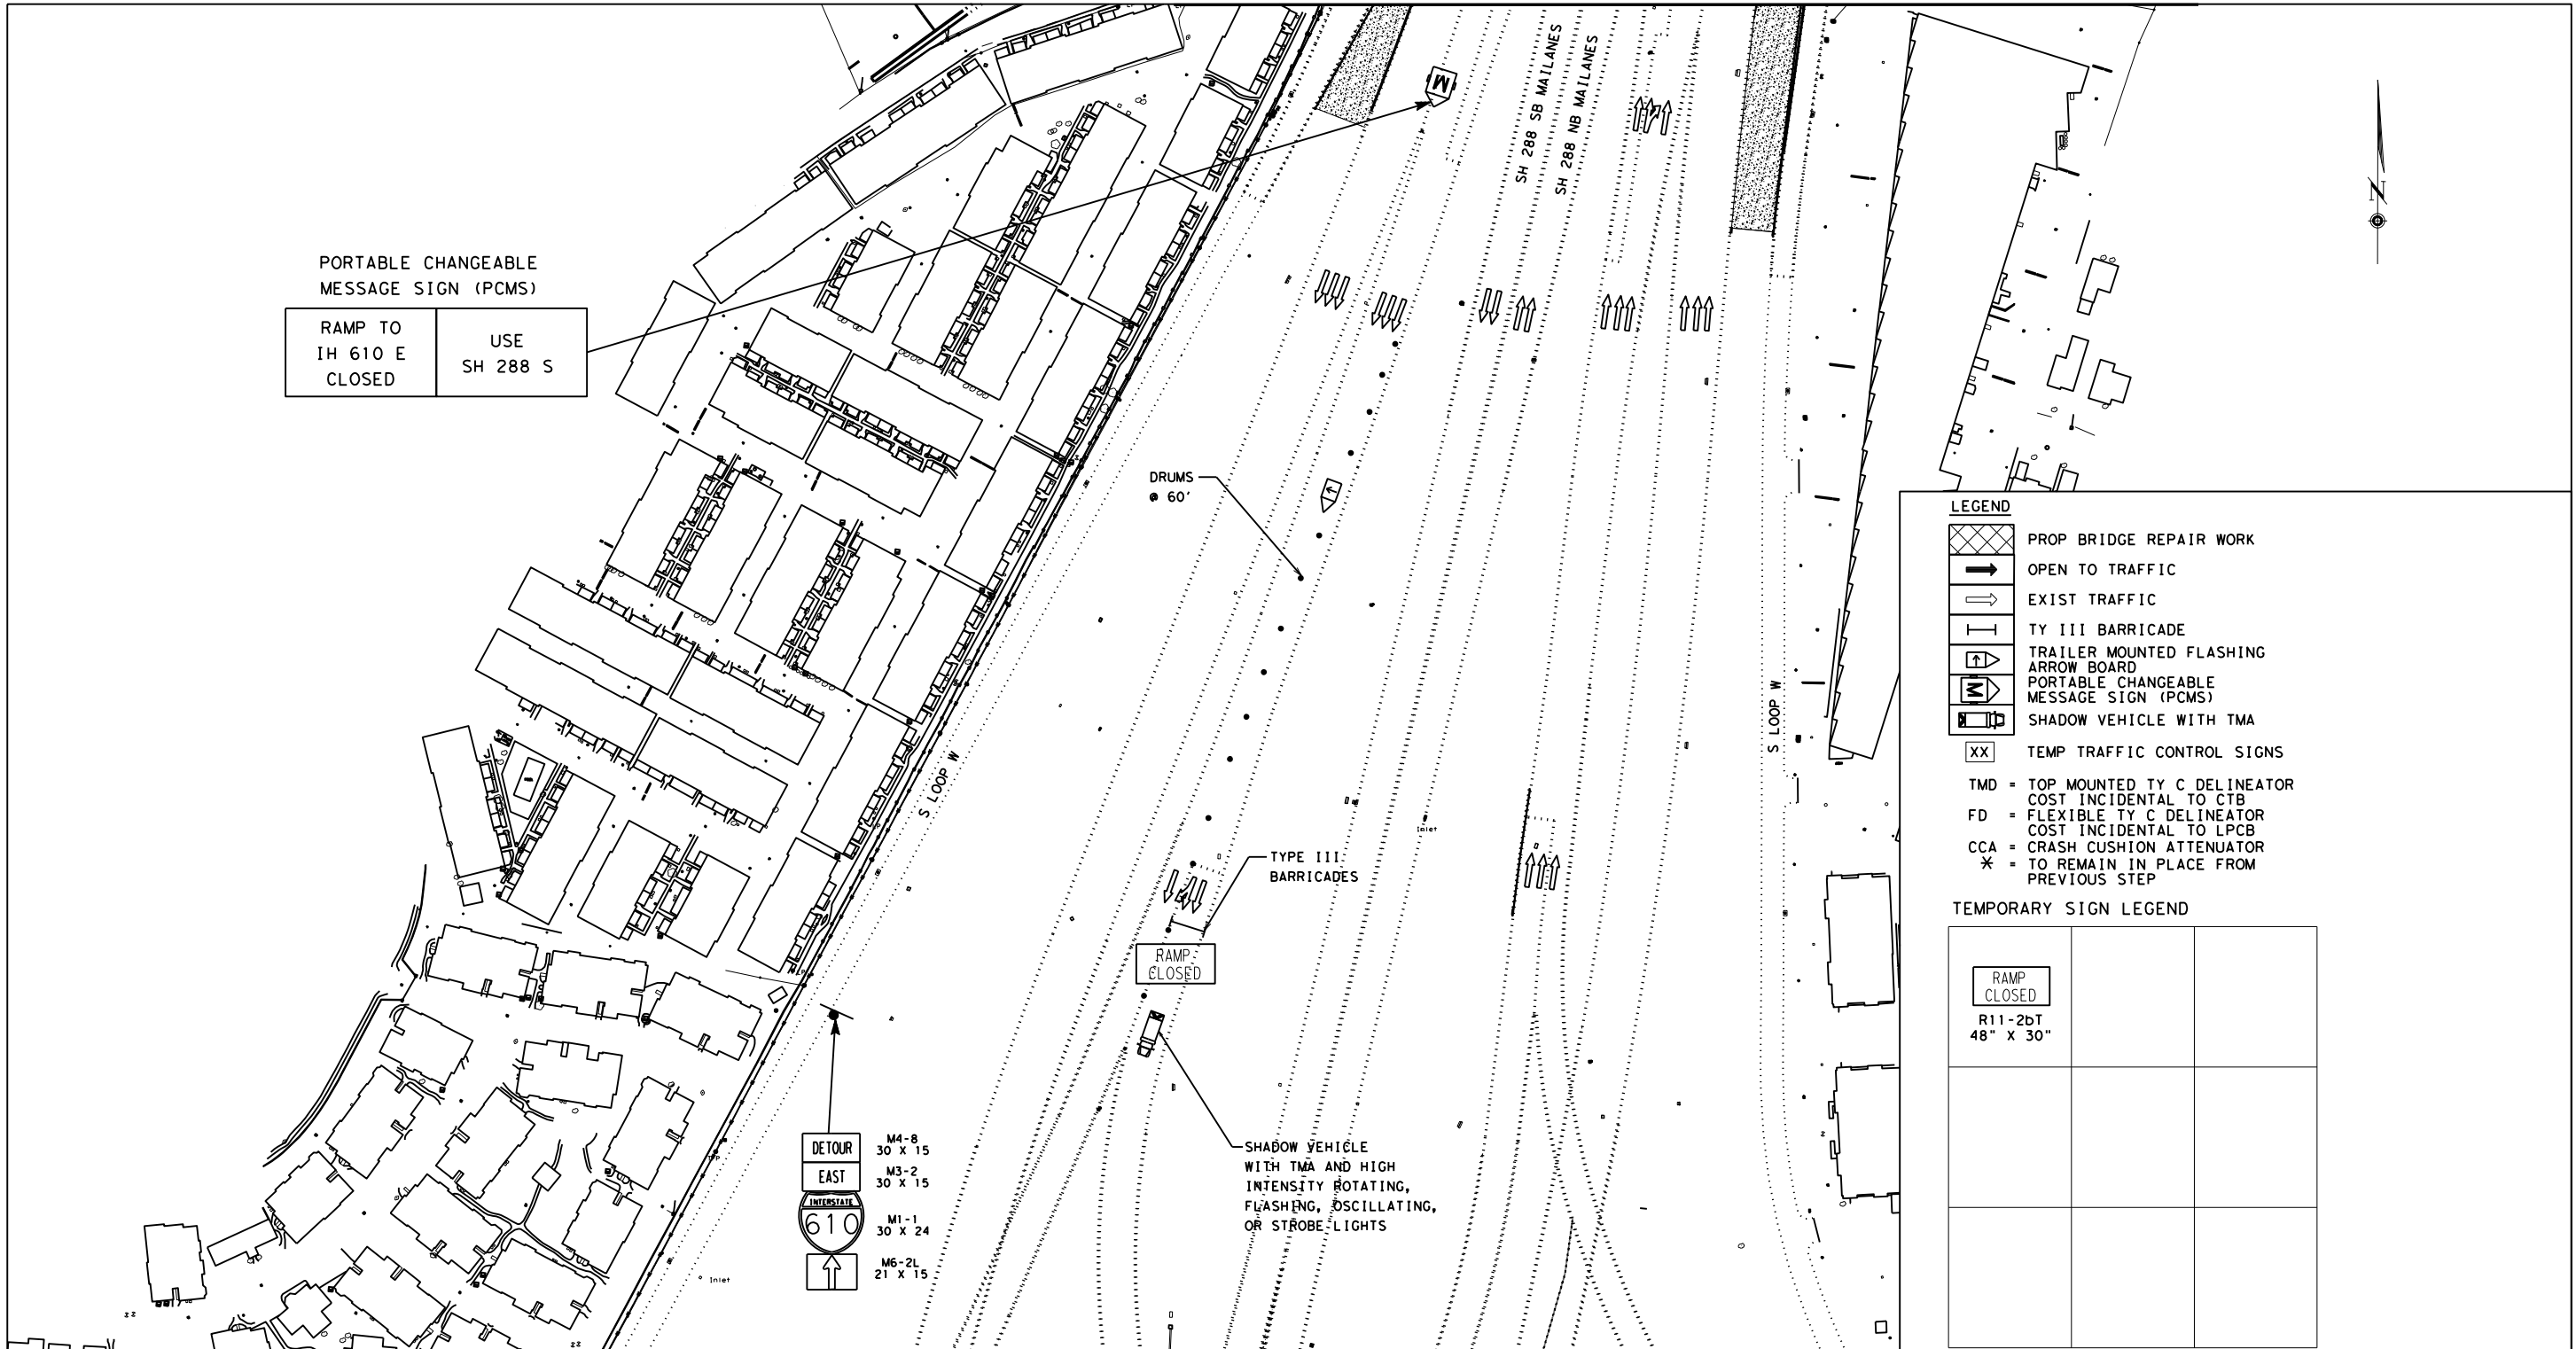 SH 288 SB MAILANES
SH 288 NB MAILANES
M
N
PORTABLE CHANGEABLE
MESSAGE SIGN (PCMS)
RAMP TO
IH 610 E
CLOSED
USE
SH 288 S
DRUMS
@ 60'
S LOOP W
S LOOP W
Inlet
TYPE III
BARRICADES
RAMP
CLOSED
DETOUR
M4-8
30 X 15
EAST
M3-2
30 X 15
INTERSTATE
610
M1-1
30 X 24
M6-2L
21 X 15
SHADOW VEHICLE
WITH TMA AND HIGH
INTENSITY ROTATING,
FLASHING, OSCILLATING,
OR STROBE LIGHTS
Inlet
LEGEND
PROP BRIDGE REPAIR WORK
OPEN TO TRAFFIC
EXIST TRAFFIC
TY III BARRICADE
TRAILER MOUNTED FLASHING
ARROW BOARD
M
PORTABLE CHANGEABLE
MESSAGE SIGN (PCMS)
SHADOW VEHICLE WITH TMA
XX TEMP TRAFFIC CONTROL SIGNS
TMD = TOP MOUNTED TY C DELINEATOR
COST INCIDENTAL TO CTB
FD = FLEXIBLE TY C DELINEATOR
COST INCIDENTAL TO LPCB
CCA = CRASH CUSHION ATTENUATOR
* = TO REMAIN IN PLACE FROM
PREVIOUS STEP
TEMPORARY SIGN LEGEND
RAMP
CLOSED
R11-2bT
48" X 30"